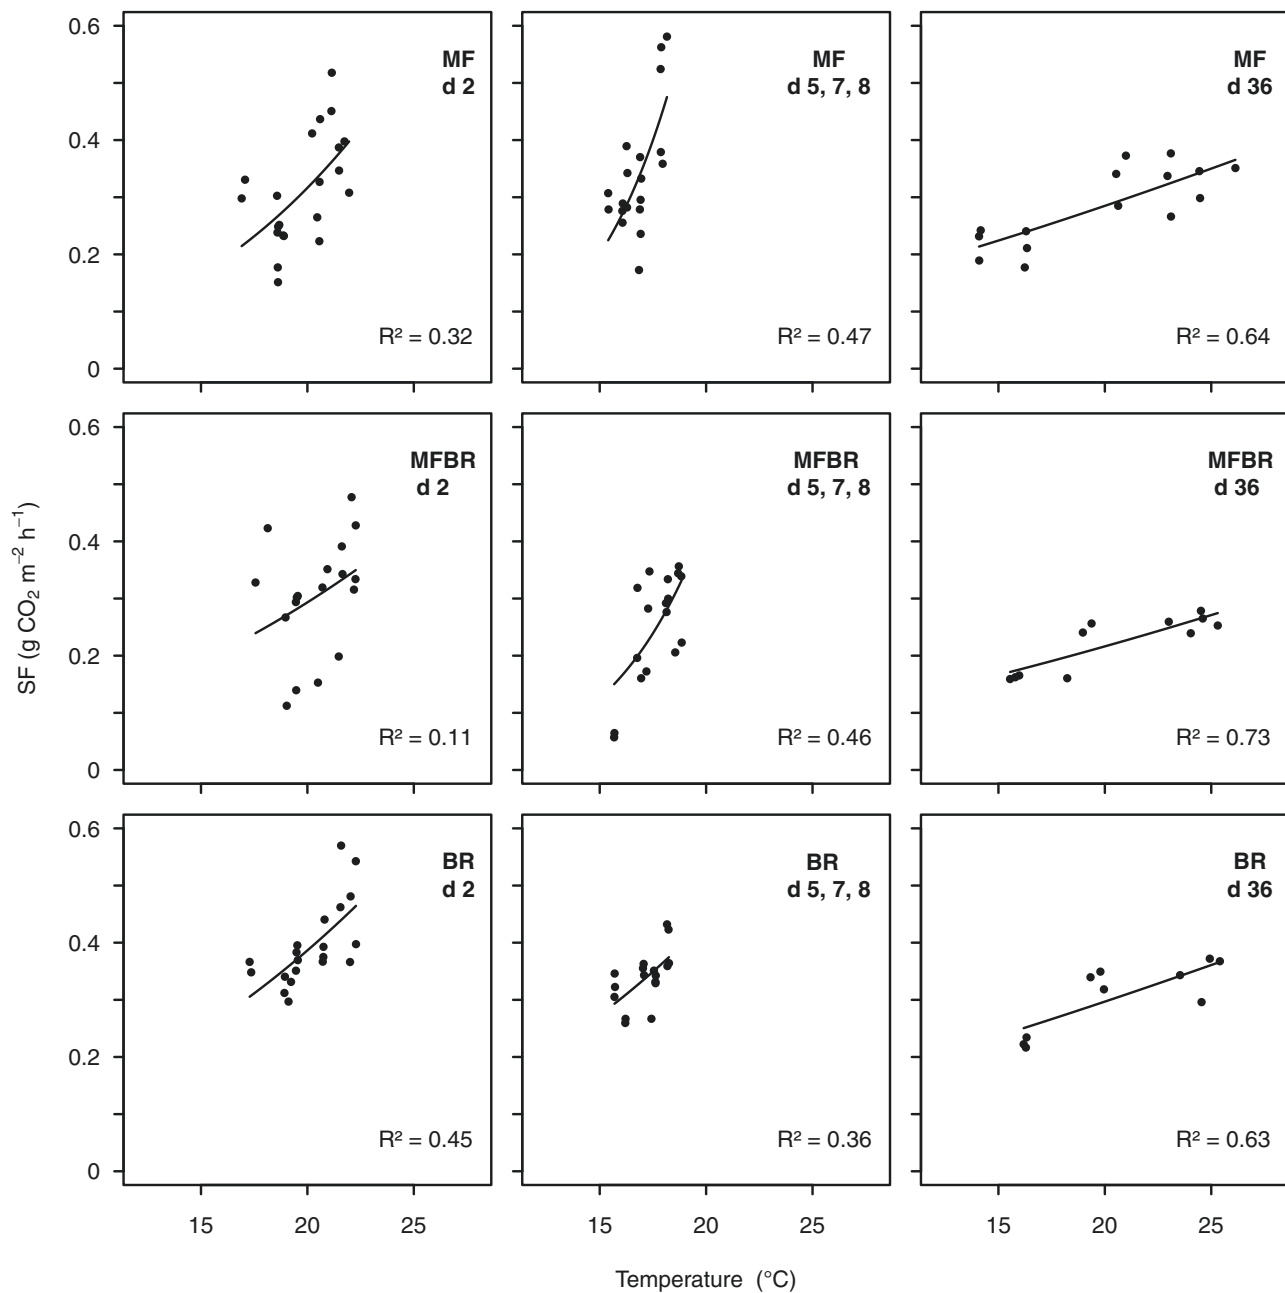 0.6
0.4
0.2
0
MF
d 2
R² = 0.32
MF
d 5, 7, 8
R² = 0.47
MF
d 36
R² = 0.64
SF (g CO₂ m⁻² h⁻¹)
0.6
0.4
0.2
0
MFBR
d 2
R² = 0.11
MFBR
d 5, 7, 8
R² = 0.46
MFBR
d 36
R² = 0.73
0.6
0.4
0.2
0
BR
d 2
R² = 0.45
BR
d 5, 7, 8
R² = 0.36
BR
d 36
R² = 0.63
15 20 25
15 20 25
15 20 25
Temperature (°C)